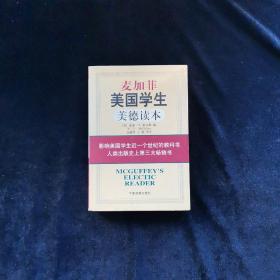 麦加菲
美国学生
美德读本
影响美国学生近一个世纪的教科书
人类出版史上第三大畅销书
MCGUFFEY'S
ELECTIC
READER